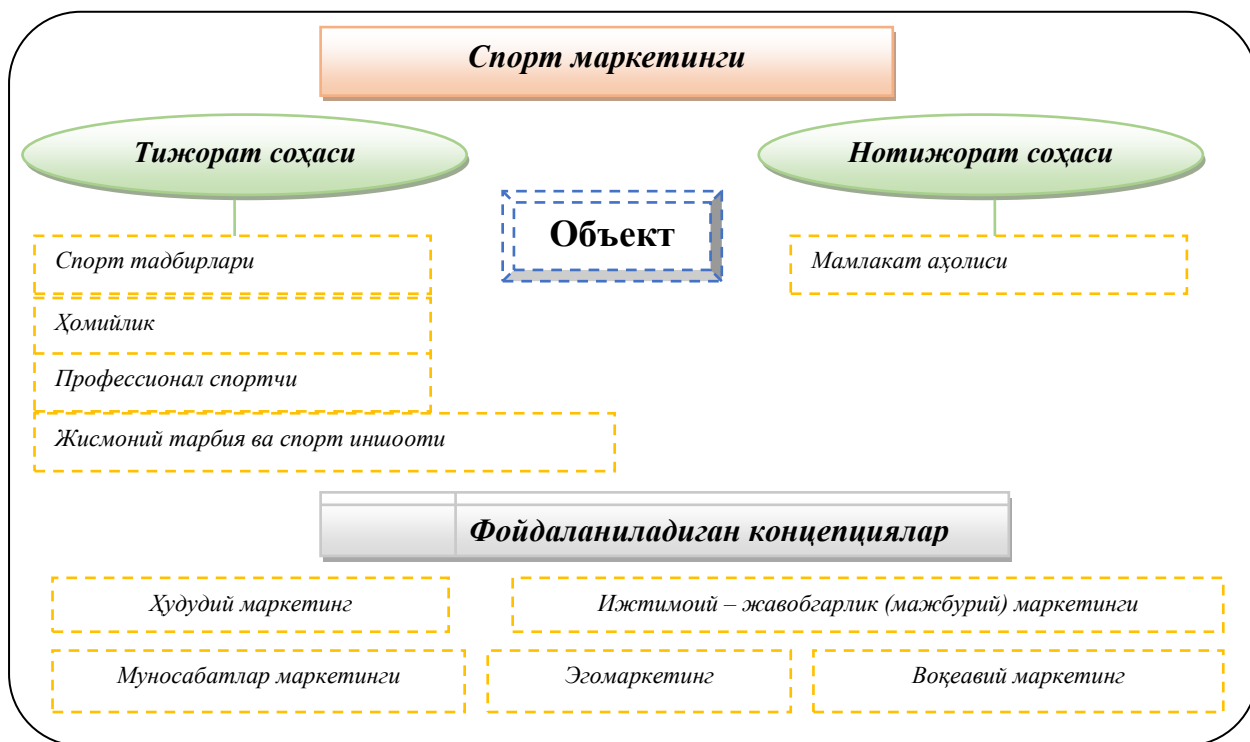 Спорт маркетинги
Тижорат соҳаси
Нотижорат соҳаси
Объект
Спорт тадбирлари
Мамлакат аҳолиси
Ҳомийлик
Профессионал спортчи
Жисмоний тарбия ва спорт иншооти
Фойдаланиладиган концепциялар
Ҳудудий маркетинг
Ижтимоий – жавобгарлик (мажбурий) маркетинги
Муносабатлар маркетинги
Эгомаркетинг
Воқеавий маркетинг